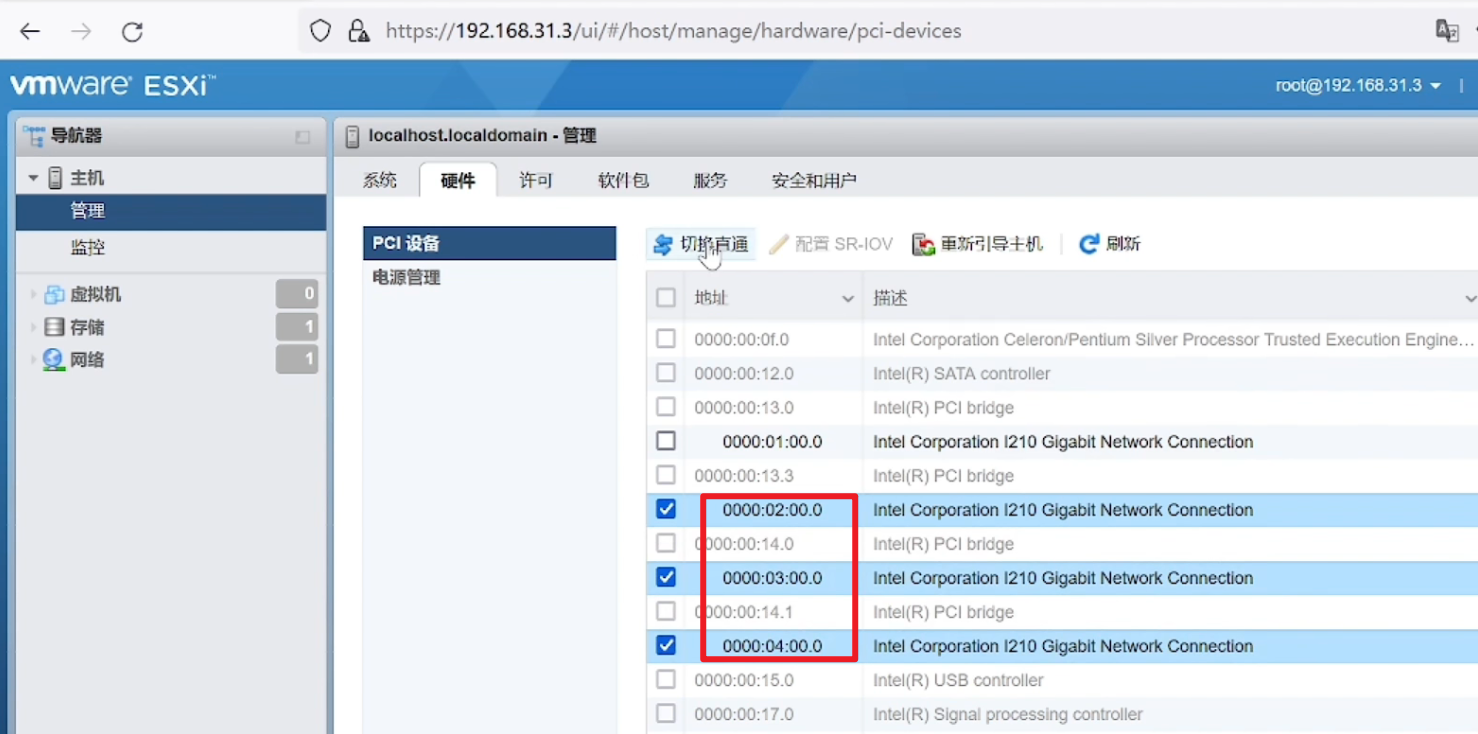 https://192.168.31.3/ui/#/host/manage/hardware/pci-devices
vmware ESXi™
root@192.168.31.3
导航器
localhost.localdomain - 管理
主机
管理
监控
虚拟机 0
存储 1
网络 1
系统 硬件 许可 软件包 服务 安全和用户
PCI 设备
电源管理
切换直通 配置 SR-IOV 重新引导主机 刷新
地址 描述
0000:00:0f.0 Intel Corporation Celeron/Pentium Silver Processor Trusted Execution Engine...
0000:00:12.0 Intel(R) SATA controller
0000:00:13.0 Intel(R) PCI bridge
0000:01:00.0 Intel Corporation I210 Gigabit Network Connection
0000:00:13.3 Intel(R) PCI bridge
0000:02:00.0 Intel Corporation I210 Gigabit Network Connection
0000:00:14.0 Intel(R) PCI bridge
0000:03:00.0 Intel Corporation I210 Gigabit Network Connection
0000:00:14.1 Intel(R) PCI bridge
0000:04:00.0 Intel Corporation I210 Gigabit Network Connection
0000:00:15.0 Intel(R) USB controller
0000:00:17.0 Intel(R) Signal processing controller